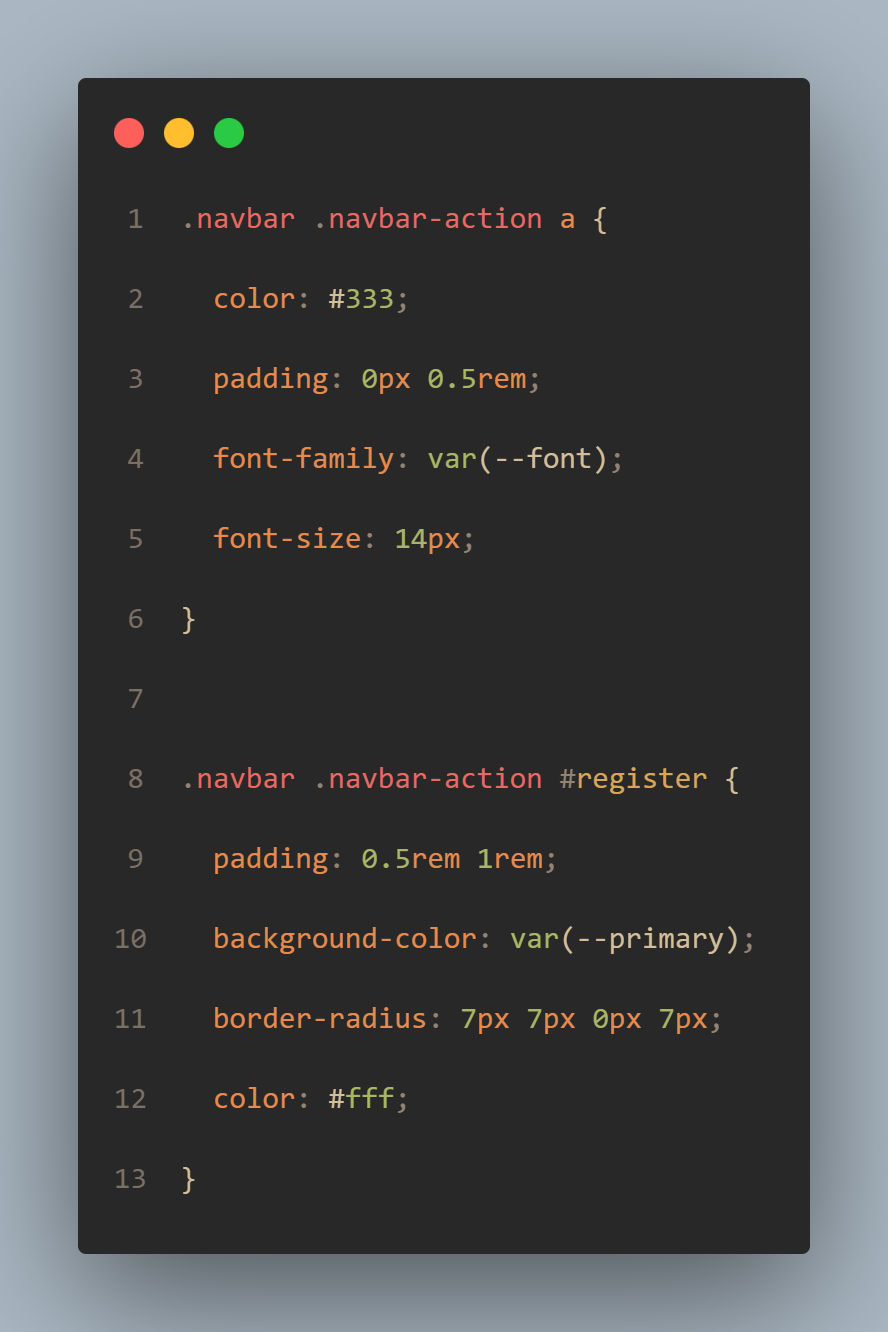 1 .navbar .navbar-action a {
2 color: #333;
3 padding: 0px 0.5rem;
4 font-family: var(--font);
5 font-size: 14px;
6 }
7
8 .navbar .navbar-action #register {
9 padding: 0.5rem 1rem;
10 background-color: var(--primary);
11 border-radius: 7px 7px 0px 7px;
12 color: #fff;
13 }